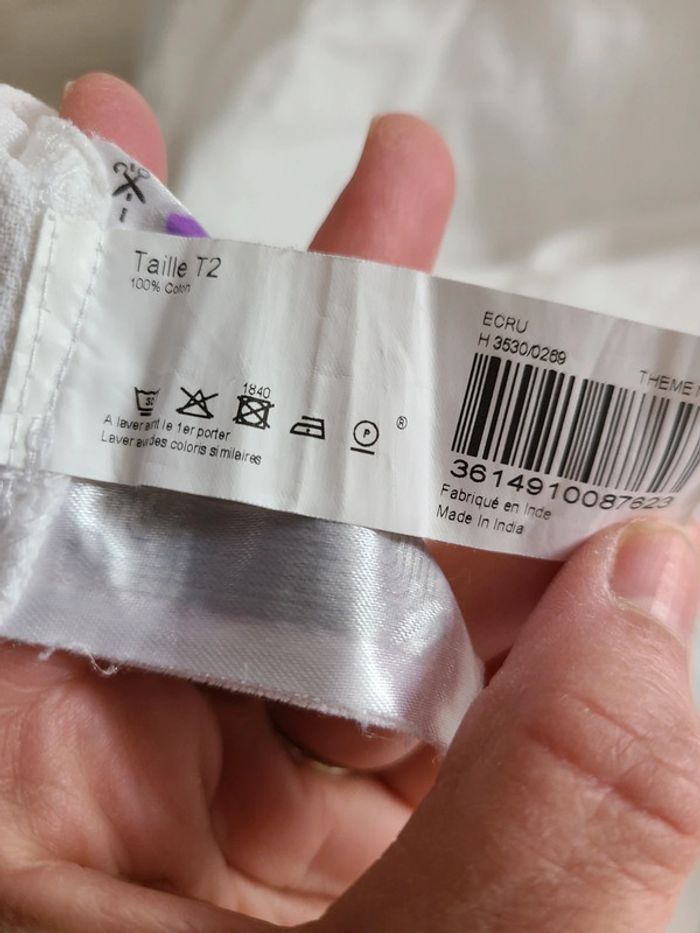 Taille T2
100% Coton
30
1840
P
®
A laver avant le 1er porter
Laver avec des coloris similaires
ECRU
H 3530/0269
THEME
3614910087623
Fabriqué en Inde
Made In India